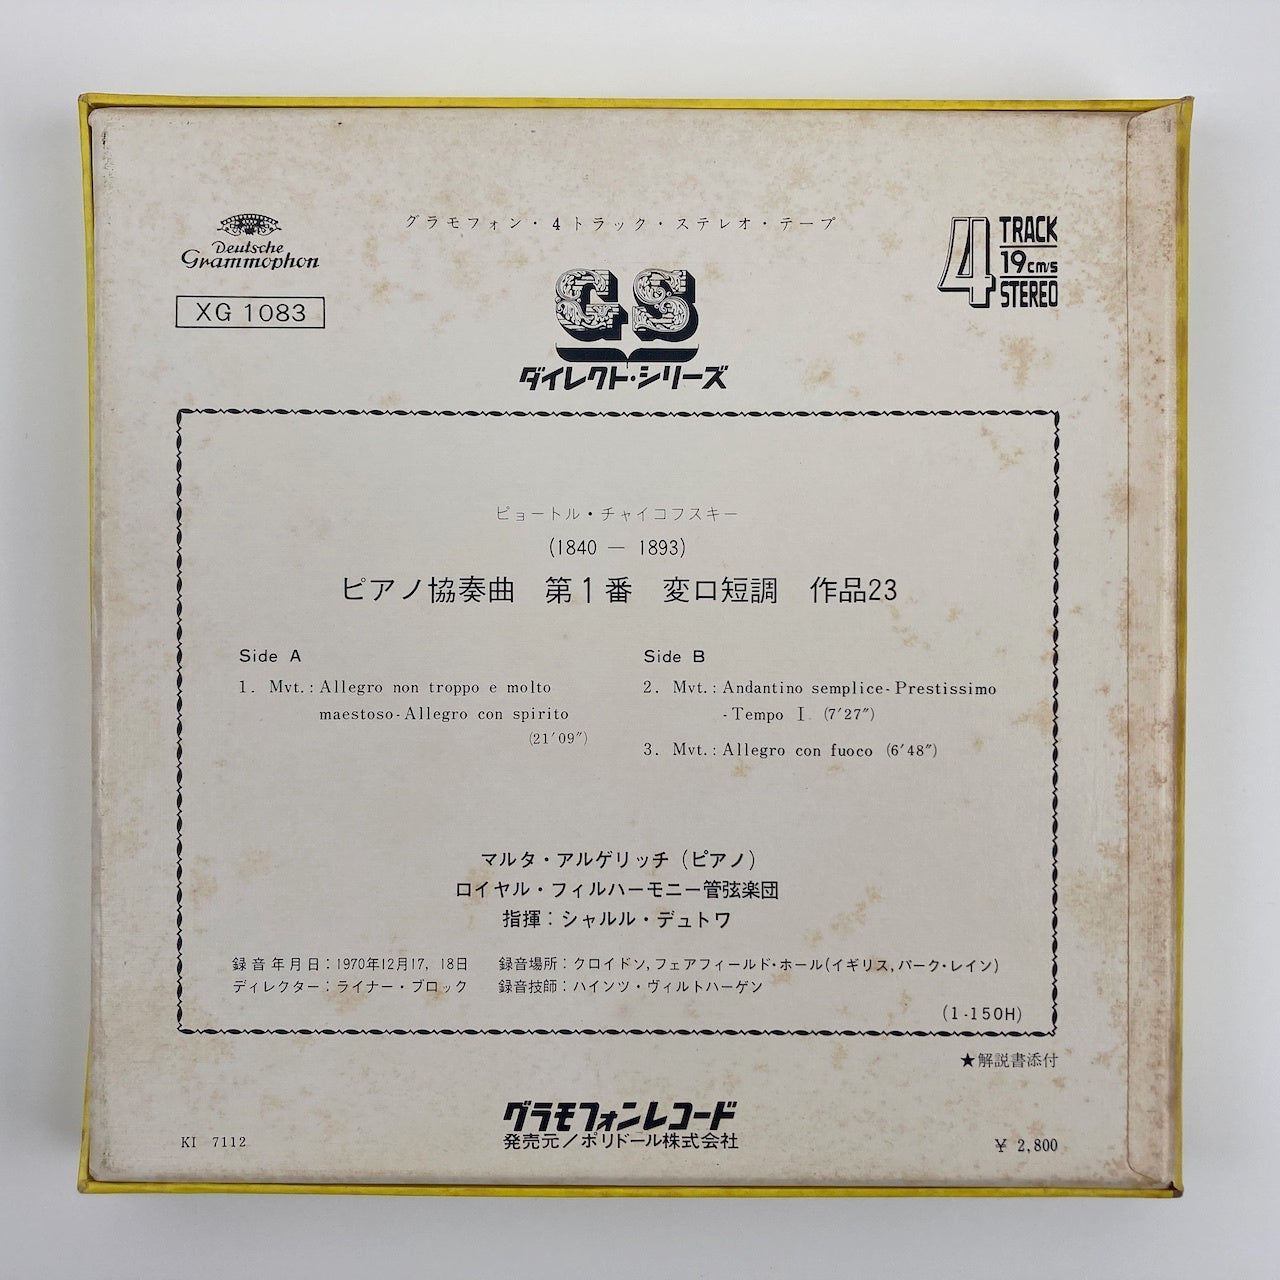 グラモフォン・4トラック・ステレオ・テープ
Deutsche
Grammophon
XG 1083
4 TRACK
19cm/s
STEREO
GS
ダイレクト・シリーズ
ピョートル・チャイコフスキー
(1840 — 1893)
ピアノ協奏曲 第1番 変ロ短調 作品23
Side A
1. Mvt.: Allegro non troppo e molto
maestoso-Allegro con spirito
(21′09″)
Side B
2. Mvt.: Andantino semplice-Prestissimo
-Tempo I (7′27″)
3. Mvt.: Allegro con fuoco (6′48″)
マルタ・アルゲリッチ(ピアノ)
ロイヤル・フィルハーモニー管弦楽団
指揮:シャルル・デュトワ
録音年月日:1970年12月17, 18日 録音場所:クロイドン,フェアフィールド・ホール(イギリス,パーク・レイン)
ディレクター:ライナー・ブロック 録音技師:ハインツ・ヴィルトハーゲン
(1-150H)
★解説書添付
グラモフォンレコード
発売元/ポリドール株式会社
KI 7112
¥ 2,800